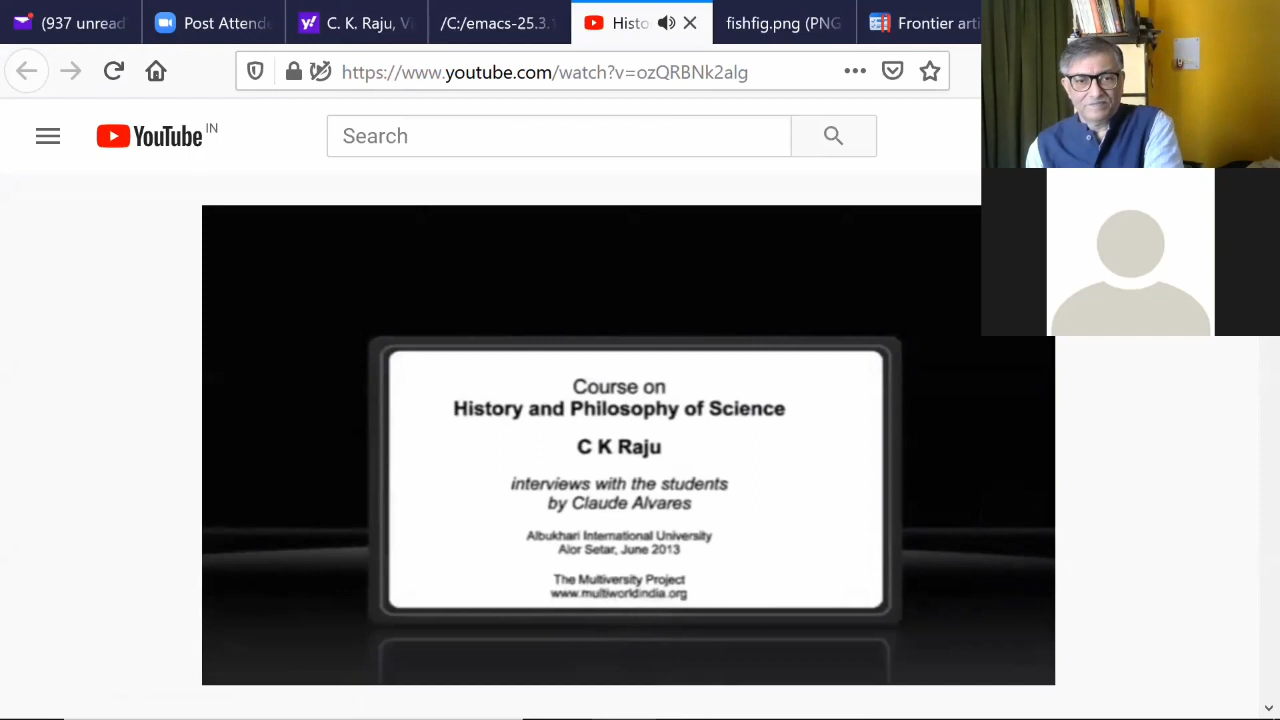 (937 unread
Post Attende
C. K. Raju, Vi
/C:/emacs-25.3.1
Histo
fishfig.png (PNG
Frontier arti
https://www.youtube.com/watch?v=ozQRBNk2alg
YouTube IN
Search
Course on
History and Philosophy of Science
C K Raju
interviews with the students
by Claude Alvares
Albukhari International University
Alor Setar, June 2013
The Multiversity Project
www.multiworldindia.org